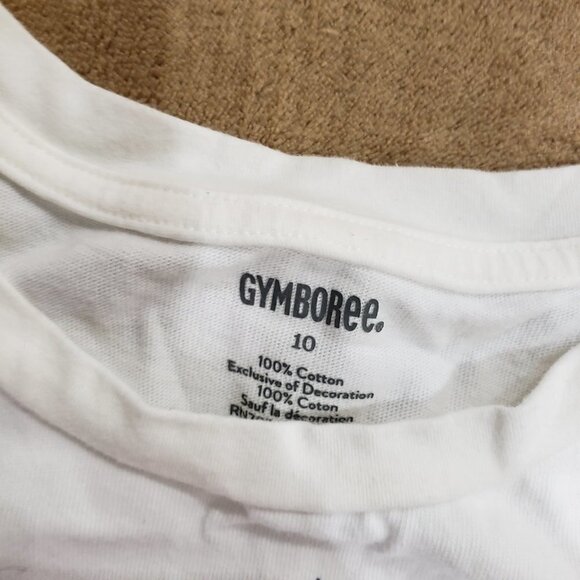 GYMBORee.
10
100% Cotton
Exclusive of Decoration
100% Coton
Sauf la décoration